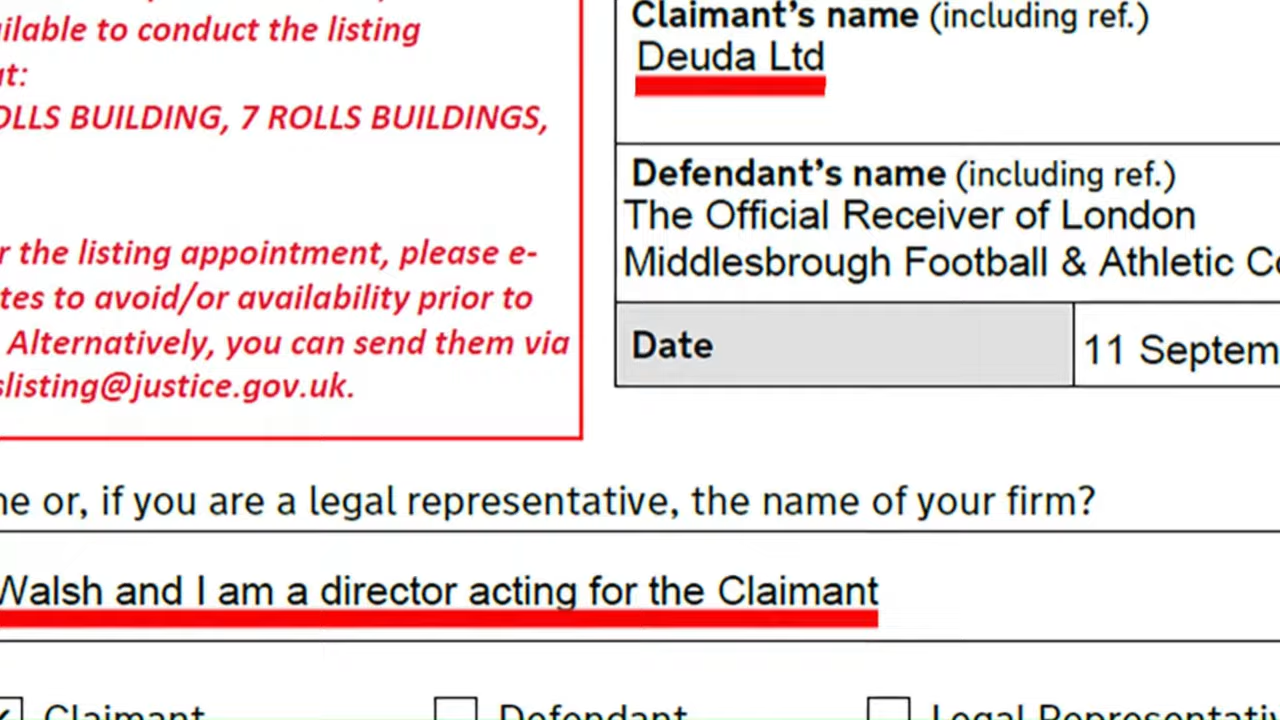 ilable to conduct the listing
at:
OLLS BUILDING, 7 ROLLS BUILDINGS,
r the listing appointment, please e-
tes to avoid/or availability prior to
Alternatively, you can send them via
slisting@justice.gov.uk.
Claimant's name (including ref.)
Deuda Ltd
Defendant's name (including ref.)
The Official Receiver of London
Middlesbrough Football & Athletic Co
Date
11 Septem
ne or, if you are a legal representative, the name of your firm?
Walsh and I am a director acting for the Claimant
Claimant
Defendant
Legal Representativ